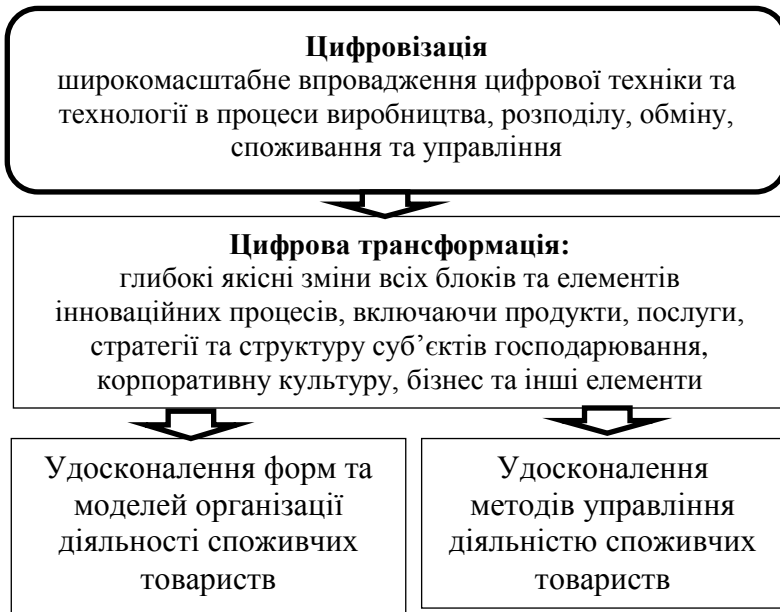 Цифровізація
широкомасштабне впровадження цифрової техніки та
технології в процеси виробництва, розподілу, обміну,
споживання та управління
Цифрова трансформація:
глибокі якісні зміни всіх блоків та елементів
інноваційних процесів, включаючи продукти, послуги,
стратегії та структуру суб’єктів господарювання,
корпоративну культуру, бізнес та інші елементи
Удосконалення форм та
моделей організації
діяльності споживчих
товариств
Удосконалення
методів управління
діяльністю споживчих
товариств